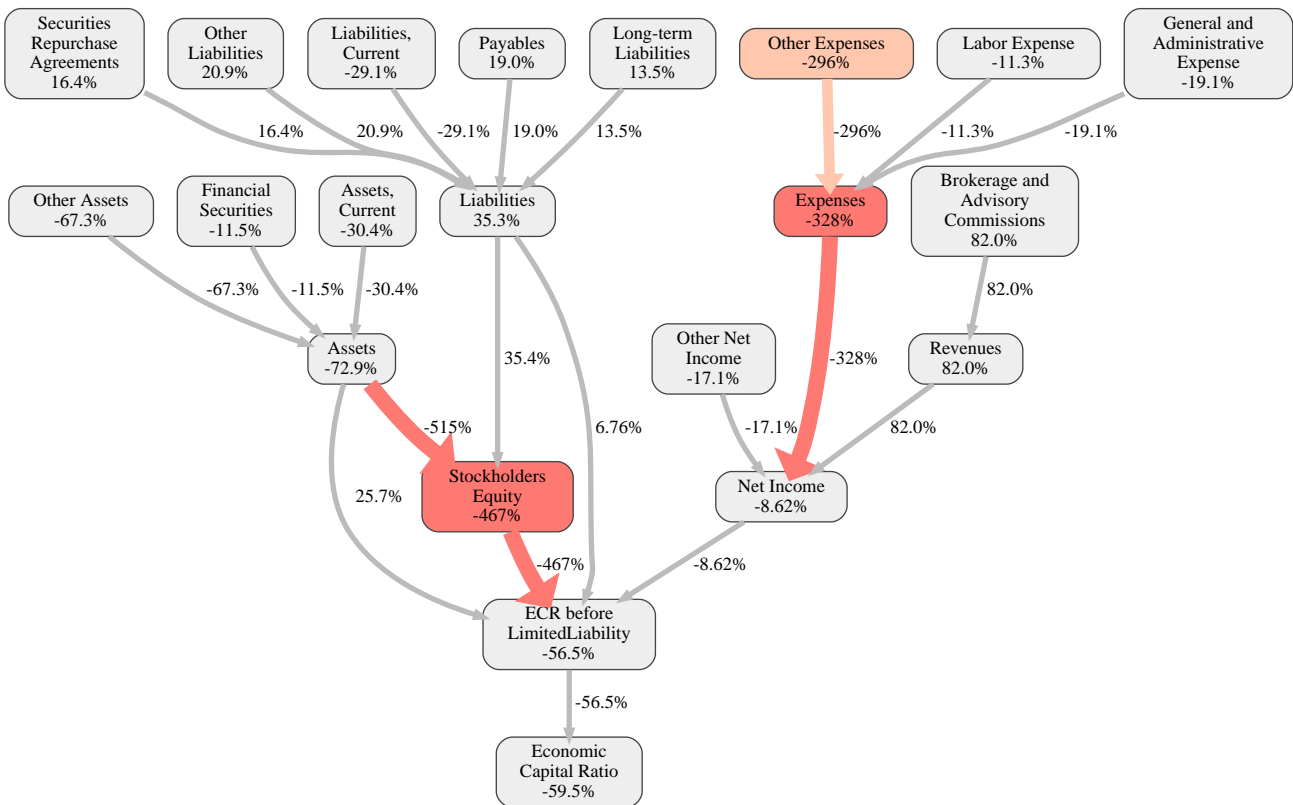 Securities
Repurchase
Agreements
16.4%
Other
Liabilities
20.9%
Liabilities,
Current
-29.1%
Payables
19.0%
Long-term
Liabilities
13.5%
Other Expenses
-296%
Labor Expense
-11.3%
General and
Administrative
Expense
-19.1%
16.4%
20.9%
-29.1%
19.0%
13.5%
-296%
-11.3%
-19.1%
Other Assets
-67.3%
Financial
Securities
-11.5%
Assets,
Current
-30.4%
Liabilities
35.3%
Expenses
-328%
Brokerage and
Advisory
Commissions
82.0%
-67.3%
-11.5%
-30.4%
82.0%
Assets
-72.9%
35.4%
Other Net
Income
-17.1%
-328%
Revenues
82.0%
-515%
6.76%
-17.1%
82.0%
25.7%
Stockholders
Equity
-467%
Net Income
-8.62%
-467%
-8.62%
ECR before
LimitedLiability
-56.5%
-56.5%
Economic
Capital Ratio
-59.5%